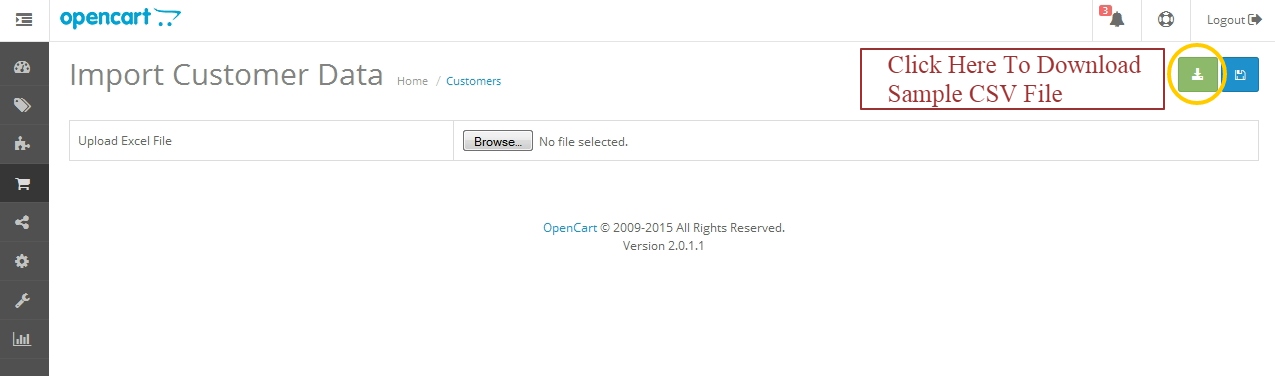 opencart
3
Logout
Import Customer Data
Home / Customers
Click Here To Download
Sample CSV File
Upload Excel File
Browse... No file selected.
OpenCart © 2009-2015 All Rights Reserved.
Version 2.0.1.1